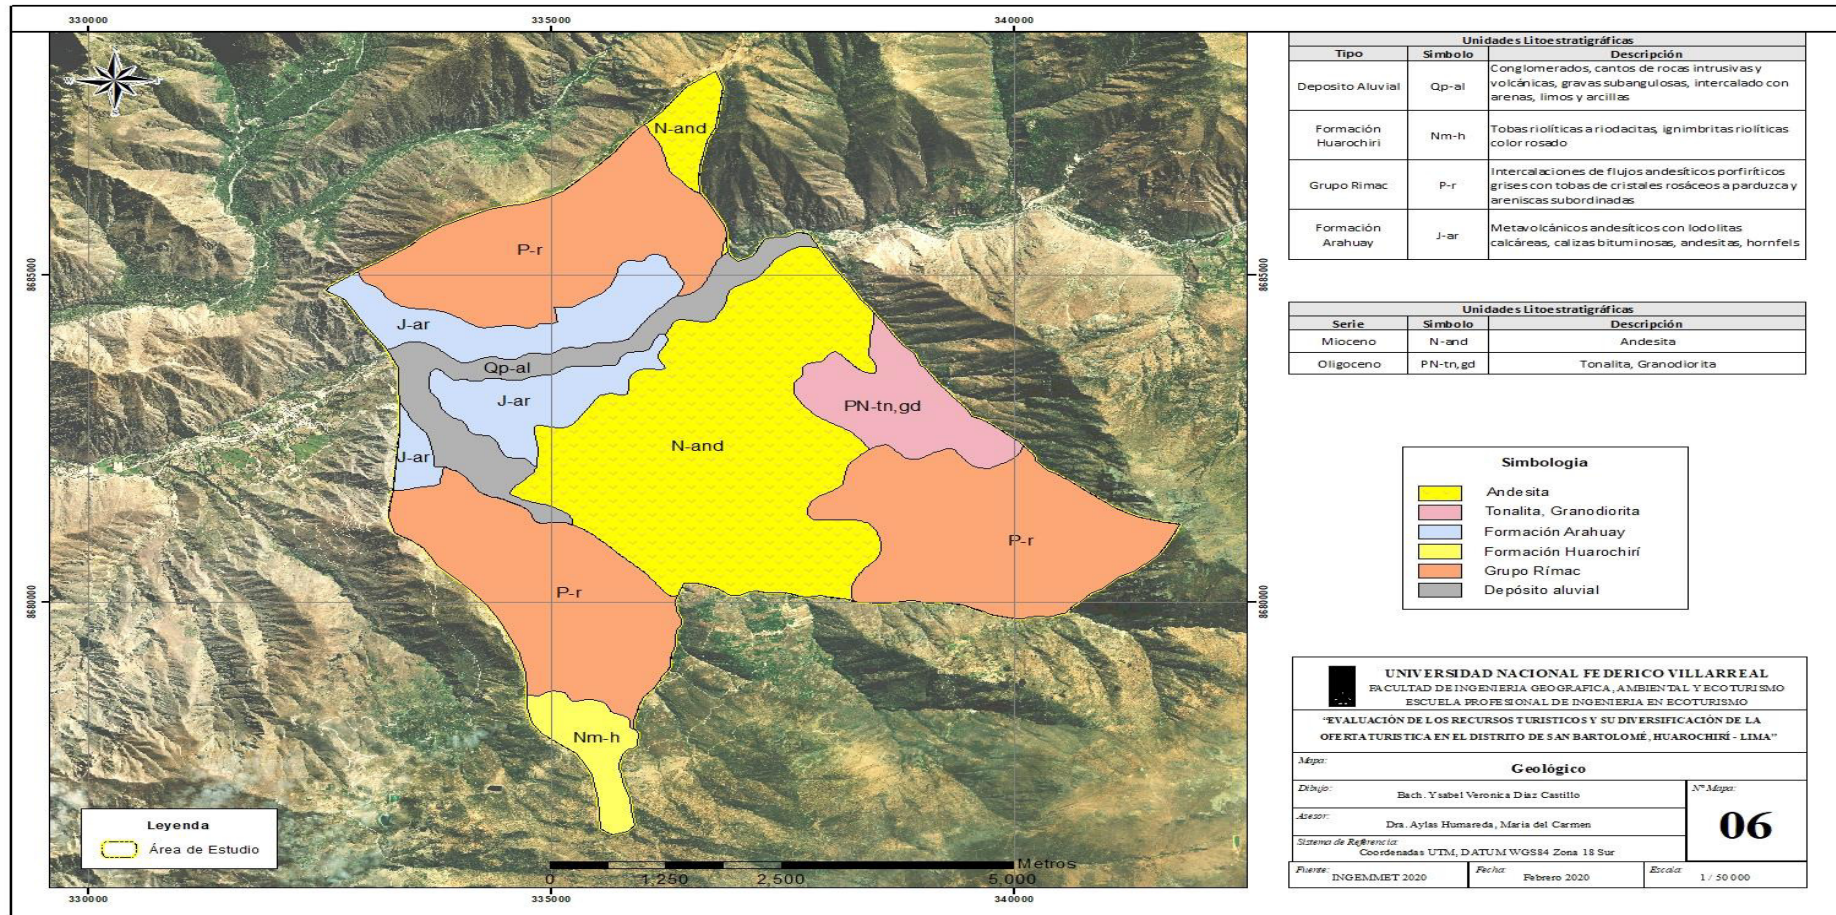 330000
335000
340000
8685000
8680000
8685000
8680000
N-and
P-r
J-ar
Qp-al
J-ar
PN-tn,gd
N-and
J-ar
P-r
P-r
Nm-h
Leyenda
Área de Estudio
Metros
0
1,250
2,500
5,000
330000
335000
340000
Unidades Litoestratigráficas
Tipo Simbolo Descripción
Deposito Aluvial Qp-al Conglomerados, cantos de rocas intrusivas y
volcánicas, gravas subangulosas, intercalado con
arenas, limos y arcillas
Formación
Huarochiri Nm-h Tobas riolíticas a riodacitas, ignimbritas riolíticas
color rosado
Grupo Rimac P-r Intercalaciones de flujos andesíticos porfiríticos
grises con tobas de cristales rosáceos a parduzca y
areniscas subordinadas
Formación
Arahuay J-ar Metavolcánicos andesíticos con lodolitas
calcáreas, calizas bituminosas, andesitas, hornfels
Unidades Litoestratigráficas
Serie Simbolo Descripción
Mioceno N-and Andesita
Oligoceno PN-tn,gd Tonalita, Granodiorita
Simbologia
Andesita
Tonalita, Granodiorita
Formación Arahuay
Formación Huarochirí
Grupo Rímac
Depósito aluvial
UNIVERSIDAD NACIONAL FEDERICO VILLARREAL
FACULTAD DE INGENIERIA GEOGRAFICA, AMBIENTAL Y ECOTURISMO
ESCUELA PROFESIONAL DE INGENIERIA EN ECOTURISMO
“EVALUACIÓN DE LOS RECURSOS TURISTICOS Y SU DIVERSIFICACIÓN DE LA
OFERTA TURISTICA EN EL DISTRITO DE SAN BARTOLOMÉ, HUAROCHIRÍ - LIMA”
Mapa: Geológico
Dibujo: Bach. Ysabel Veronica Diaz Castillo
Asesor: Dra. Aylas Humareda, Maria del Carmen
Sistema de Referencia:
Coordenadas UTM, DATUM WGS84 Zona 18 Sur
N° Mapa:
06
Fuente: INGEMMET 2020
Fecha: Febrero 2020
Escala: 1 / 50 000